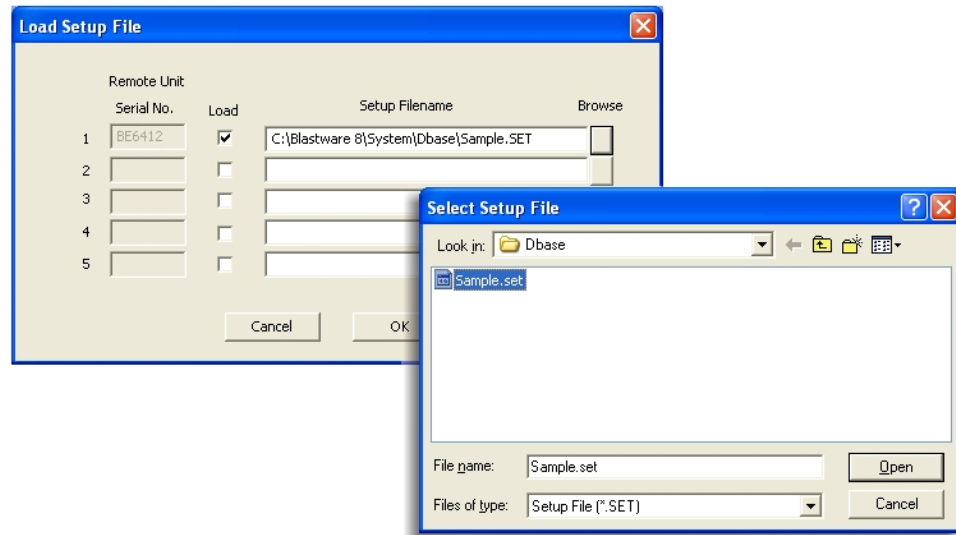 Load Setup File
Remote Unit
Serial No. Load Setup Filename Browse
1 BE6412 C:\Blastware 8\System\Dbase\Sample.SET
2
3
4
5
Cancel OK
Select Setup File
Look in: Dbase
Sample.set
File name: Sample.set Open
Files of type: Setup File (*.SET) Cancel